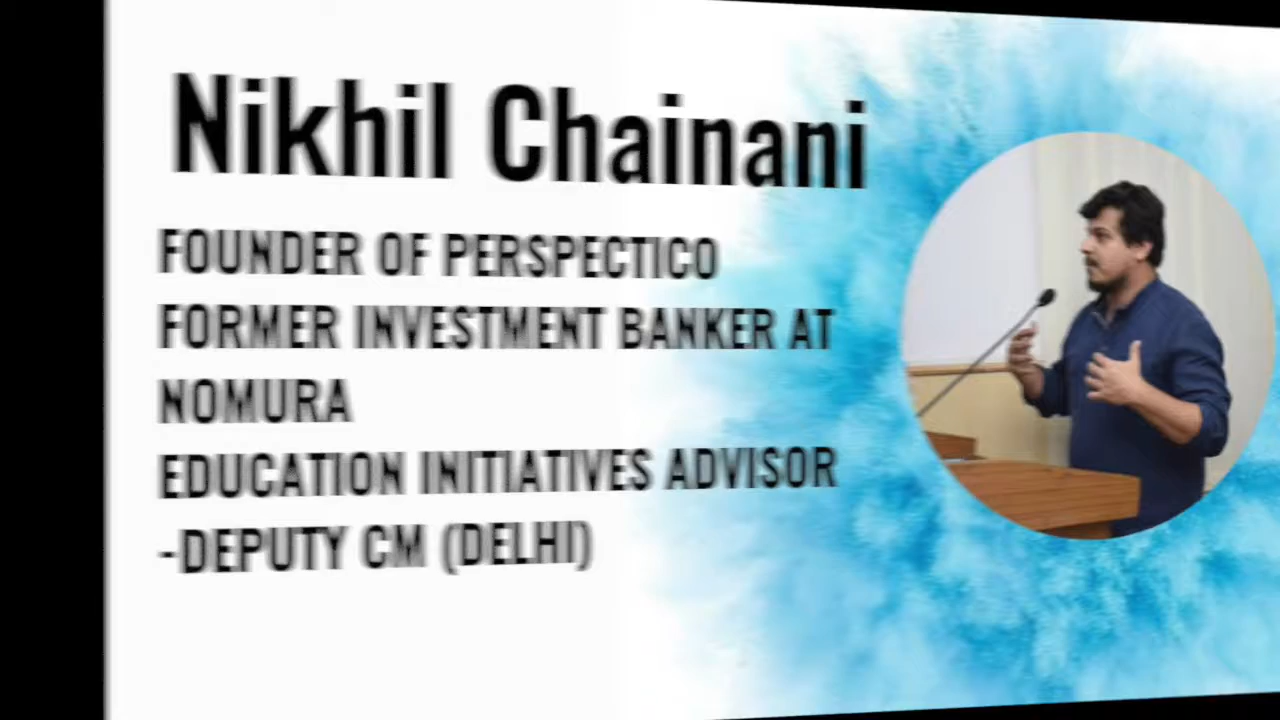 Nikhil Chainani
FOUNDER OF PERSPECTICO
FORMER INVESTMENT BANKER AT
NOMURA
EDUCATION INITIATIVES ADVISOR
-DEPUTY CM (DELHI)